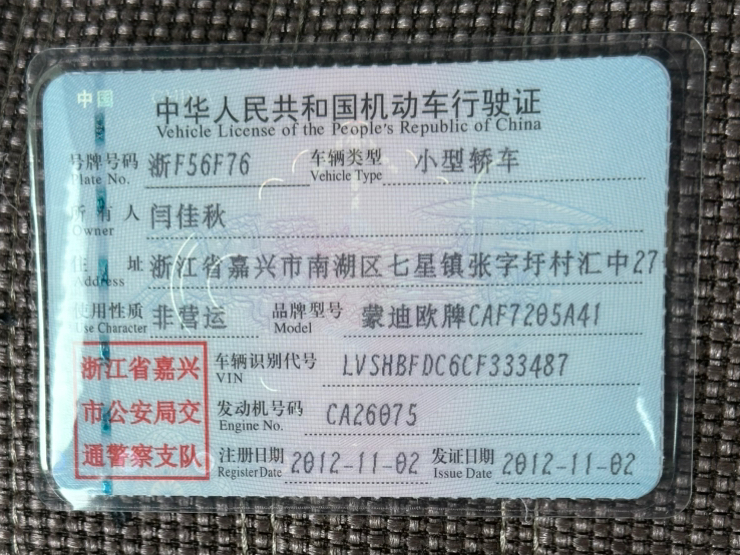 中国
中华人民共和国机动车行驶证
Vehicle License of the People's Republic of China
号牌号码 浙F56F76 车辆类型 小型轿车
Plate No. Vehicle Type
所有人 闫佳秋
Owner
住址 浙江省嘉兴市南湖区七星镇张字圩村汇中27
Address
使用性质 非营运 品牌型号 蒙迪欧牌CAF7205A41
Use Character Model
浙江省嘉兴 车辆识别代号 LVSHBFDC6CF333487
VIN
市公安局交 发动机号码 CA26075
Engine No.
通警察支队 注册日期 2012-11-02 发证日期 2012-11-02
Register Date Issue Date